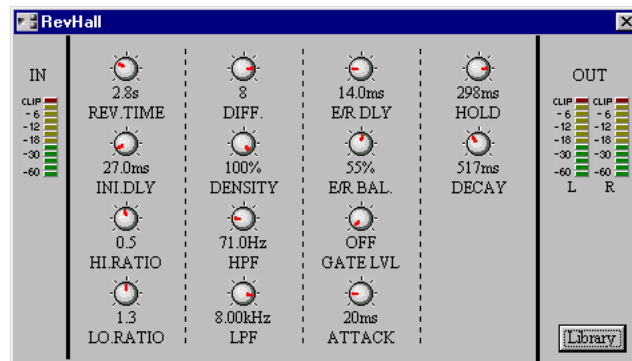 RevHall
IN
CLIP
-6
-12
-18
-30
-60
2.8s
REV.TIME
8
DIFF.
14.0ms
E/R DLY
298ms
HOLD
27.0ms
INI.DLY
100%
DENSITY
55%
E/R BAL.
517ms
DECAY
0.5
HI.RATIO
71.0Hz
HPF
OFF
GATE LVL
1.3
LO.RATIO
8.00kHz
LPF
20ms
ATTACK
OUT
CLIP CLIP
-6 -6
-12 -12
-18 -18
-30 -30
-60 -60
L R
Library